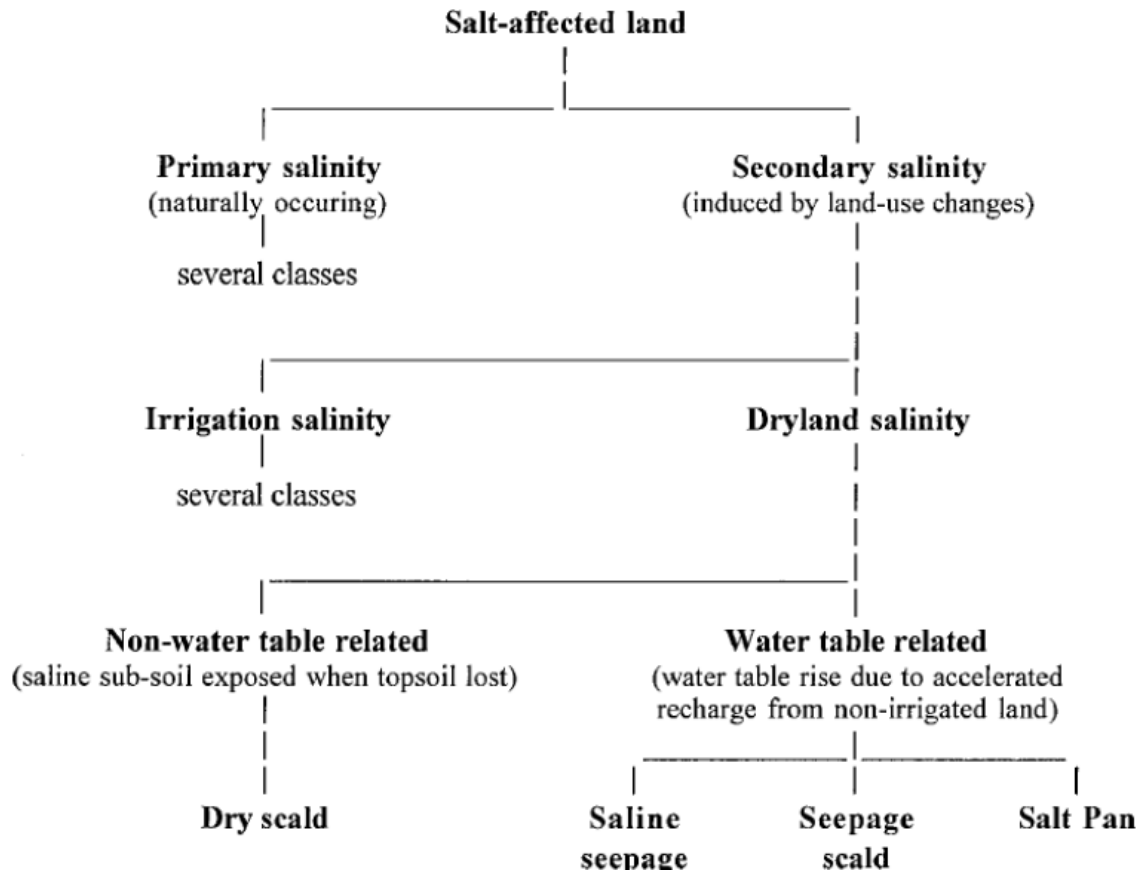 Salt-affected land
Primary salinity
Secondary salinity
(naturally occuring)
(induced by land-use changes)
several classes
Irrigation salinity
Dryland salinity
several classes
Non-water table related
Water table related
(saline sub-soil exposed when topsoil lost)
(water table rise due to accelerated
recharge from non-irrigated land)
Dry scald
Saline
seepage
Seepage
scald
Salt Pan